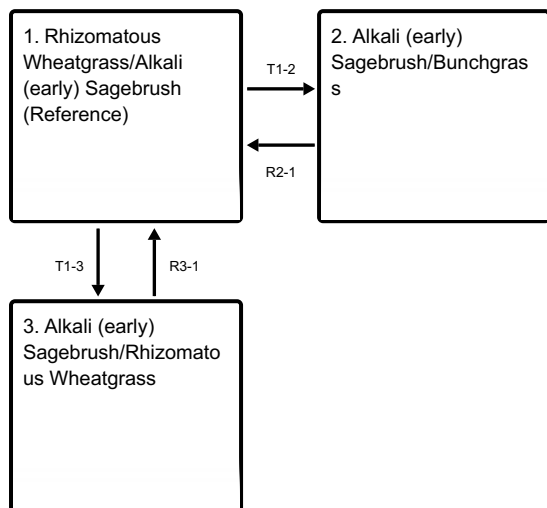 1. Rhizomatous
Wheatgrass/Alkali
(early) Sagebrush
(Reference)
T1-2
R2-1
2. Alkali (early)
Sagebrush/Bunchgras
s
T1-3
R3-1
3. Alkali (early)
Sagebrush/Rhizomato
us Wheatgrass